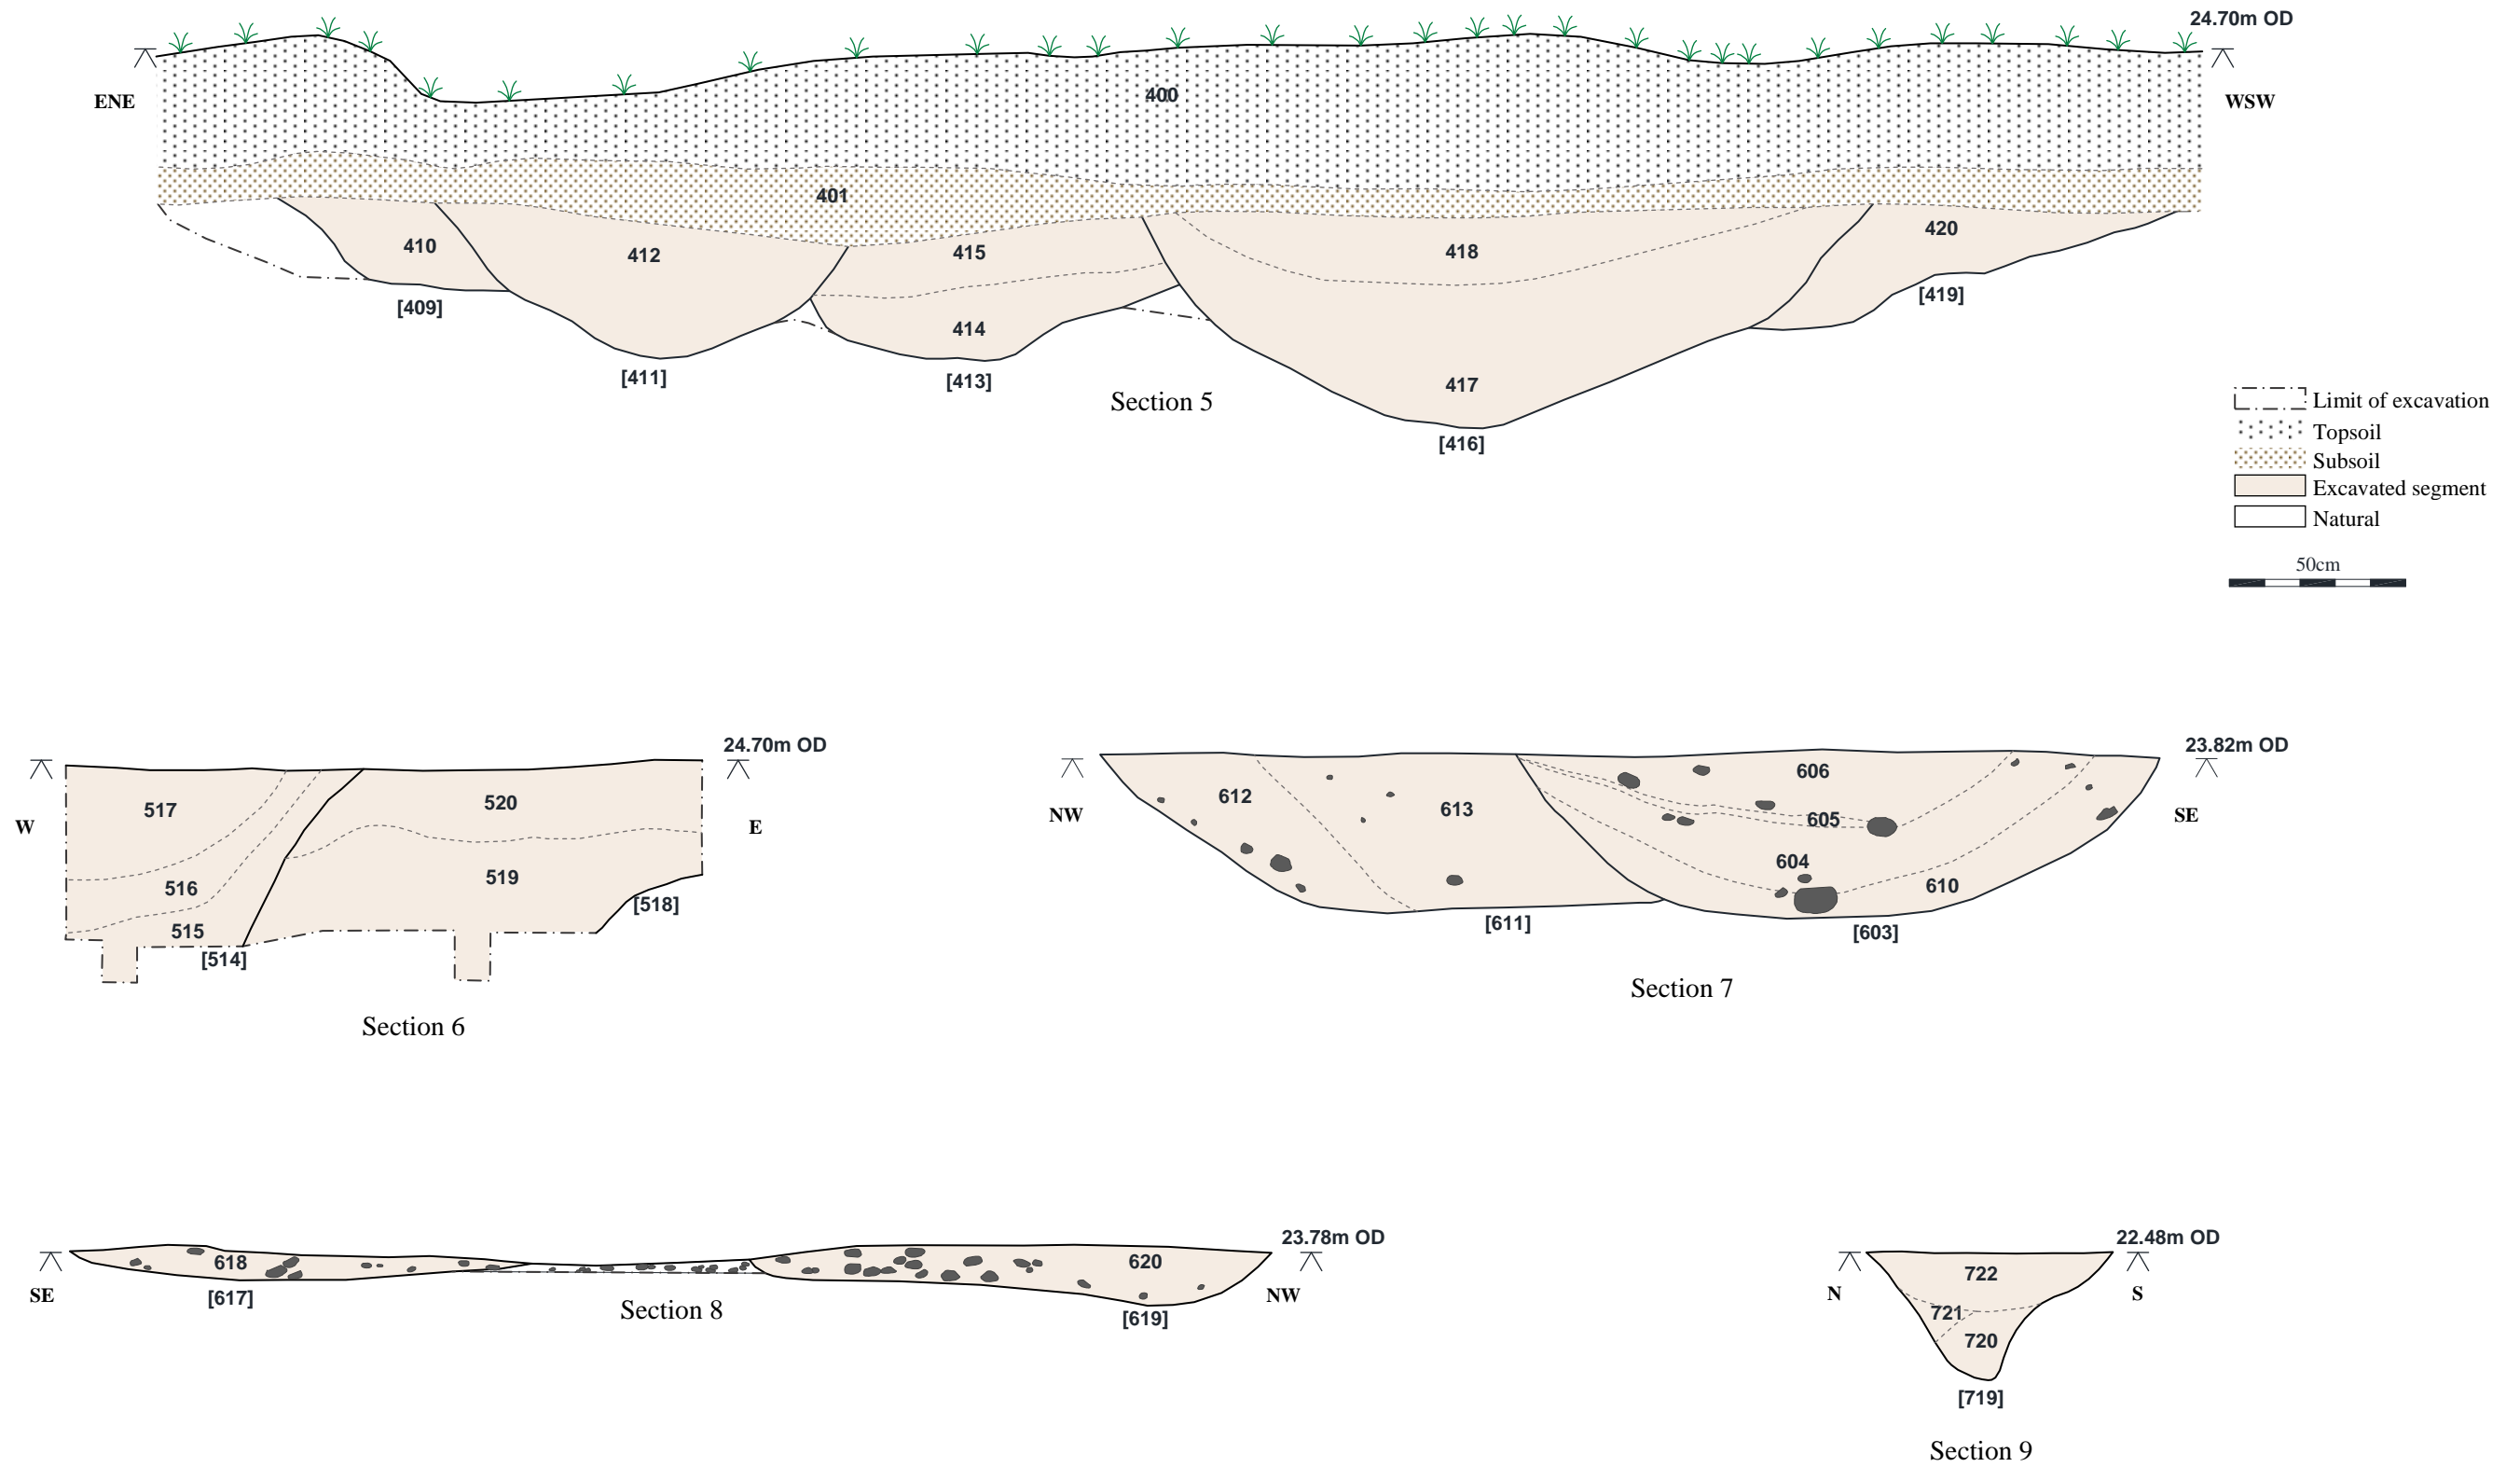 24.70m OD
ENE
400
WSW
401
410
412
415
418
420
[409]
414
[419]
[411]
[413]
417
Section 5
[416]
Limit of excavation
Topsoil
Subsoil
Excavated segment
Natural
50cm
24.70m OD
W
517
520
E
516
519
515
[518]
[514]
Section 6
23.82m OD
NW
612
613
606
605
SE
604
610
[611]
[603]
Section 7
23.78m OD
SE
618
620
NW
[617]
[619]
Section 8
22.48m OD
N
722
S
721
720
[719]
Section 9